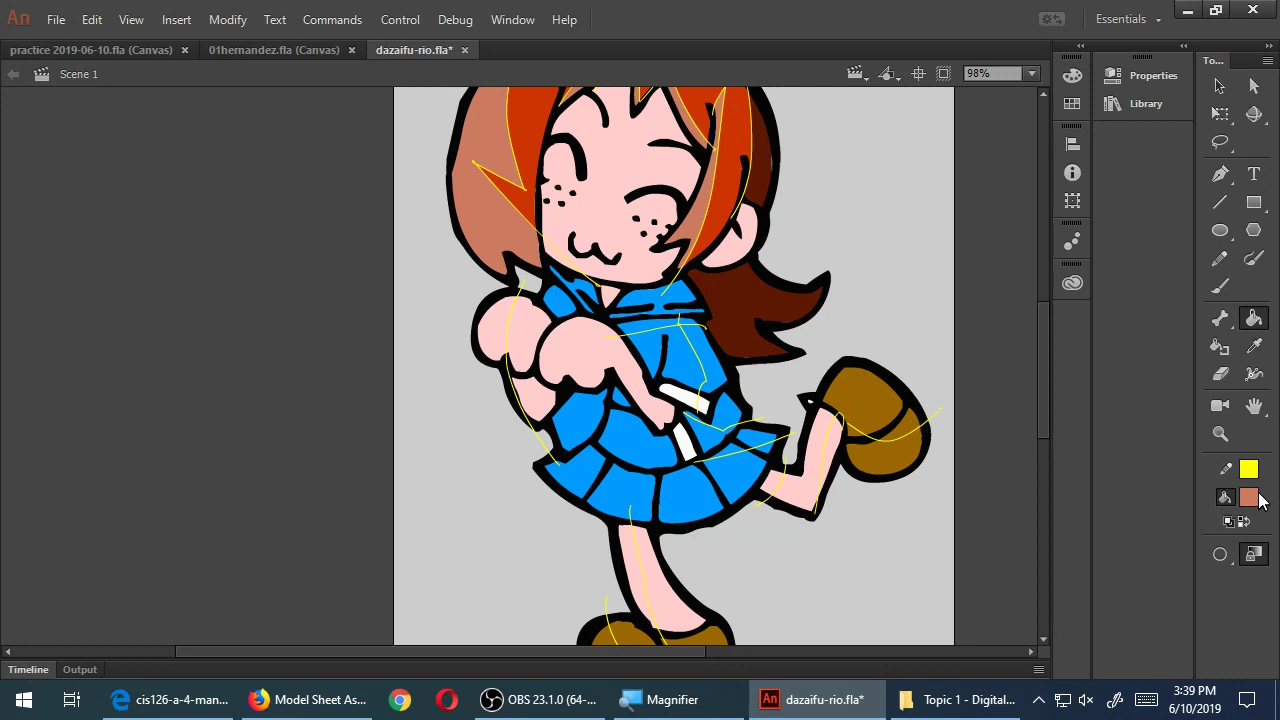 An File Edit View Insert Modify Text Commands Control Debug Window Help Essentials
practice 2019-06-10.fla (Canvas) × 01hernandez.fla (Canvas) × dazaifu-rio.fla* × To...
Scene 1 98% Properties
Library
T
Timeline Output
cis126-a-4-man... Model Sheet As... OBS 23.1.0 (64-... Magnifier An dazaifu-rio.fla* Topic 1 - Digital... 3:39 PM
6/10/2019